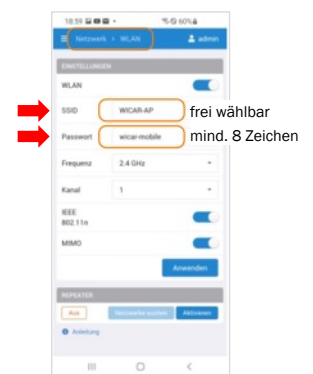 18:59 60%
Netzwerk > WLAN admin
EINSTELLUNGEN
WLAN
SSID WICAR-AP frei wählbar
Passwort wicar-mobile mind. 8 Zeichen
Frequenz 2.4 GHz
Kanal 1
IEEE
802.11n
MIMO
Anwenden
REPEATER
Aus Netzwerke suchen Aktivieren
Anleitung